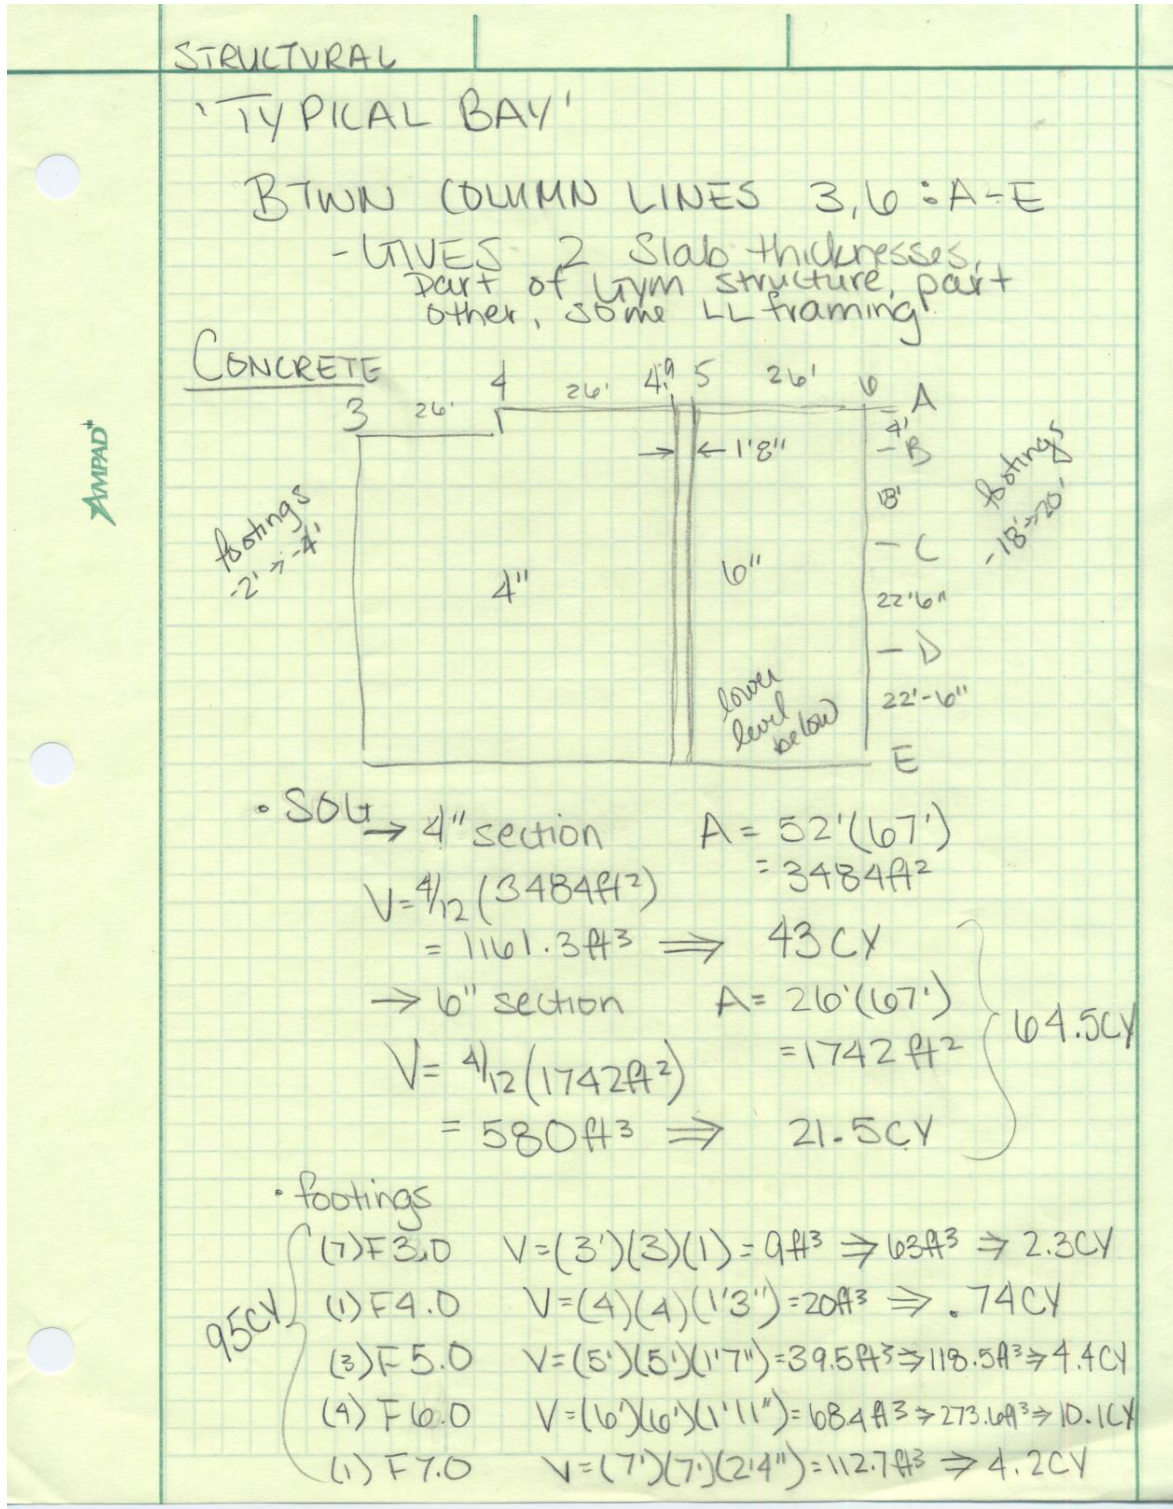 STRUCTURAL
'TYPICAL BAY'
BTWN COLUMN LINES 3,6 : A-E
- GIVES 2 Slab thicknesses,
part of Gym structure, part
other, some LL framing
CONCRETE
3 26' 4 26' 4.9 5 26' 6 A
4'
→ ← 1'8" - B
18'
- C
22'6"
- D
22'-6"
E
footings
-2' → -4'
footings
-18' → 20'
4"
6"
lower
level
below
AMPAD
• SOG → 4" section A = 52'(67')
= 3484ft²
V = 4/12 (3484ft²)
= 1161.3ft³ ⇒ 43CY
→ 6" section A = 26'(67')
= 1742 ft²
V = 4/12 (1742ft²)
= 580ft³ ⇒ 21.5CY
64.5CY
• footings
(7) F3.0 V=(3')(3)(1)=9ft³ ⇒ 63ft³ ⇒ 2.3CY
(1) F4.0 V=(4)(4)(1'3")=20ft³ ⇒ .74CY
(3) F5.0 V=(5')(5')(1'7")=39.5ft³ ⇒ 118.5ft³ ⇒ 4.4CY
(4) F6.0 V=(6')(6')(1'11")=68.4ft³ ⇒ 273.6ft³ ⇒ 10.1CY
(1) F7.0 V=(7')(7')(2'4")=112.7ft³ ⇒ 4.2CY
95CY